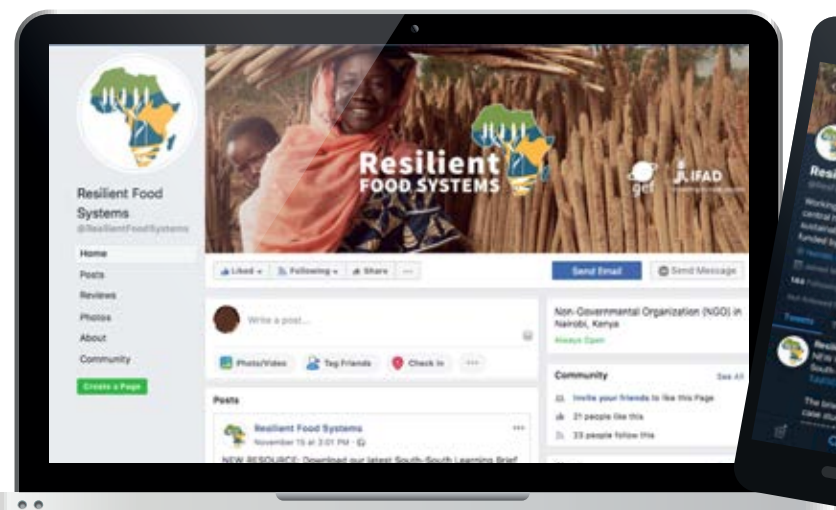 Resilient Food
Systems
@ResilientFoodSystems
Home
Posts
Reviews
Photos
About
Community
Create a Page
Resilient
FOOD SYSTEMS
gef
IFAD
Liked
Following
Share
Send Email
Send Message
Write a post...
Photo/Video
Tag Friends
Check in
Posts
Resilient Food Systems
November 15 at 3:01 PM
NEW RESOURCE: Download our latest South-South Learning Brief
Non-Governmental Organization (NGO) in
Nairobi, Kenya
Always Open
Community
See All
Invite your friends to like this Page
21 people like this
33 people follow this
Tweets